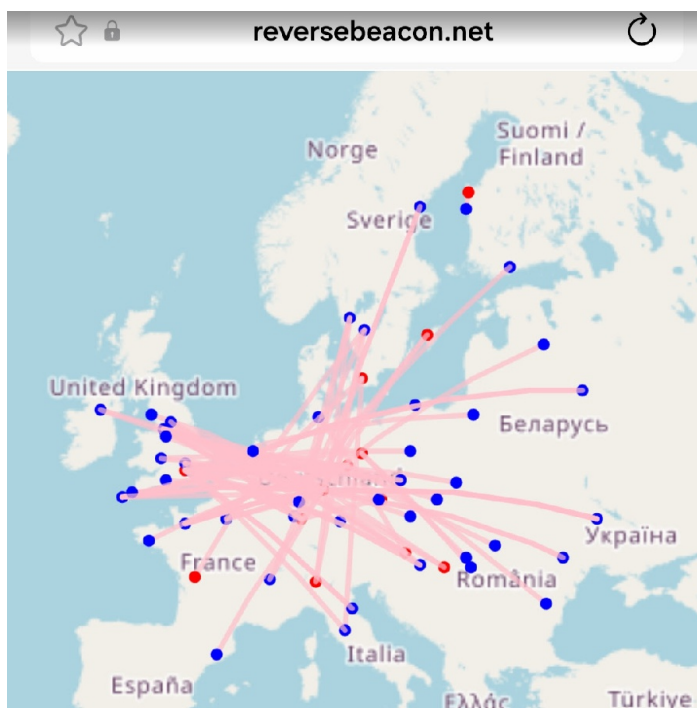 reversebeacon.net
Suomi /
Finland
Norge
Sverige
United Kingdom
Беларусь
Україна
France
România
Italia
España
Türkiye